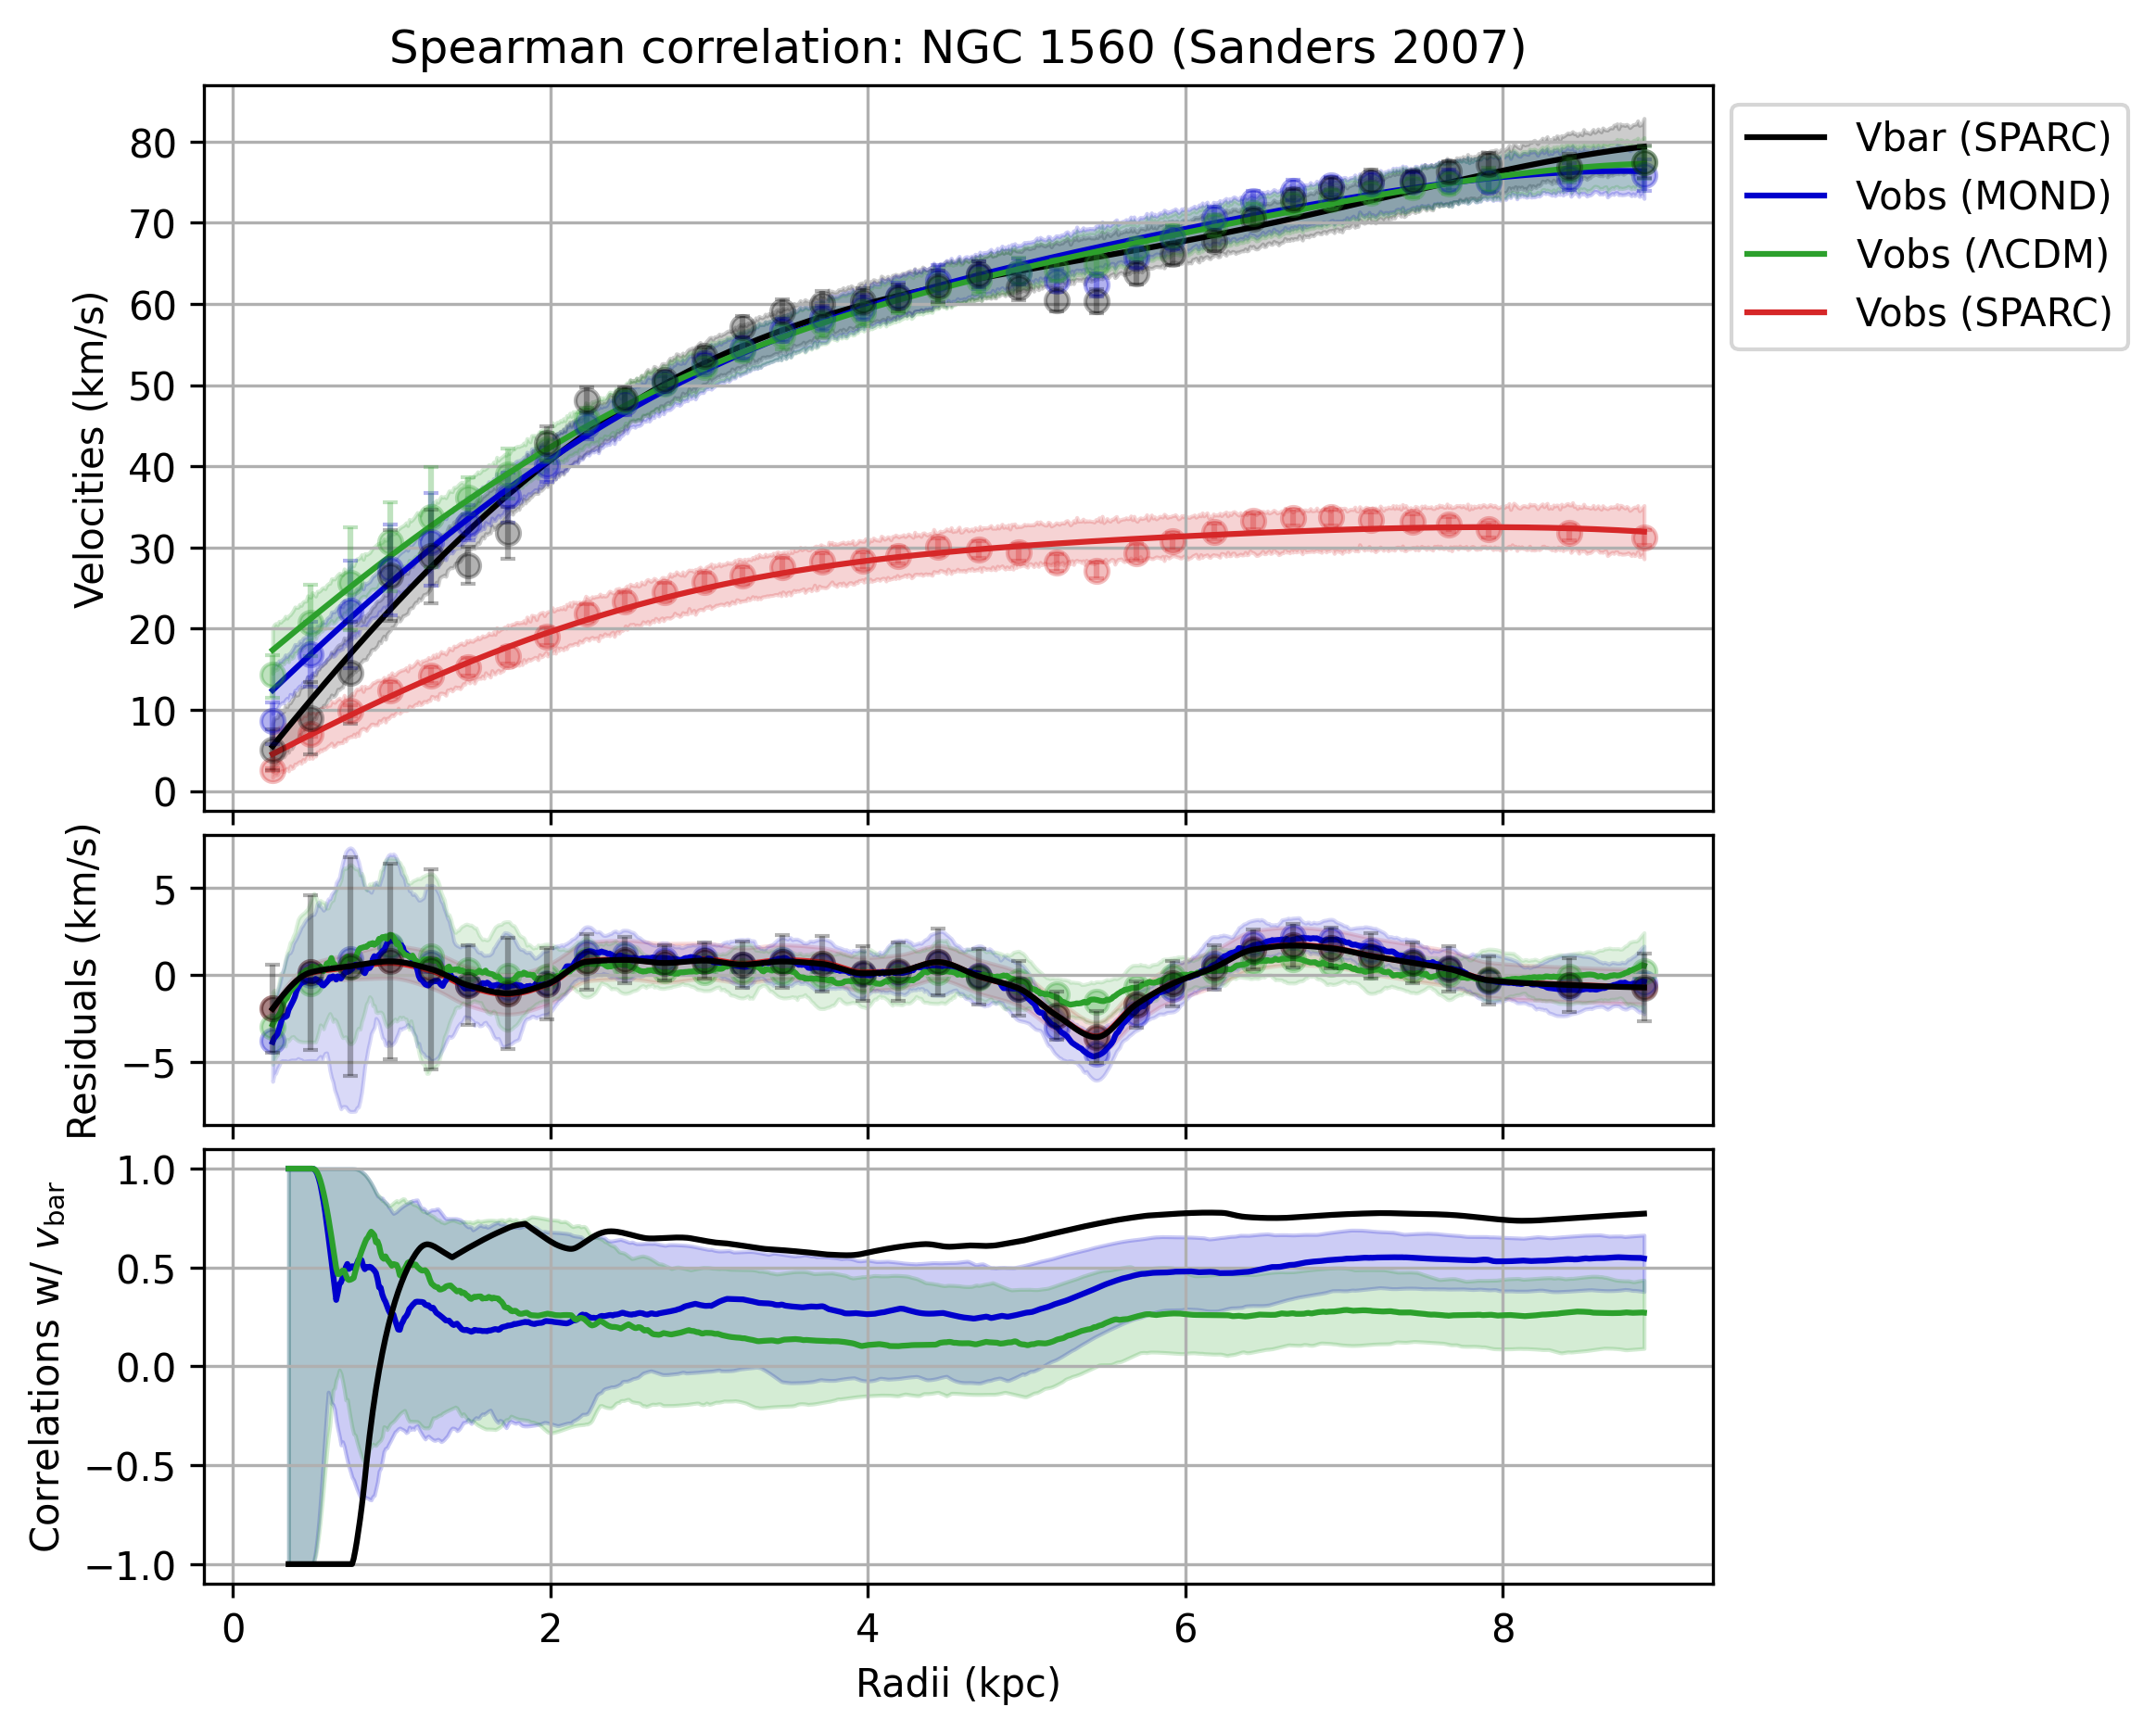 Spearman correlation: NGC 1560 (Sanders 2007)
Vbar (SPARC)
Vobs (MOND)
Vobs (ΛCDM)
Vobs (SPARC)
Velocities (km/s)
80
70
60
50
40
30
20
10
0
Residuals (km/s)
5
0
−5
Correlations w/ vbar
1.0
0.5
0.0
−0.5
−1.0
0 2 4 6 8
Radii (kpc)